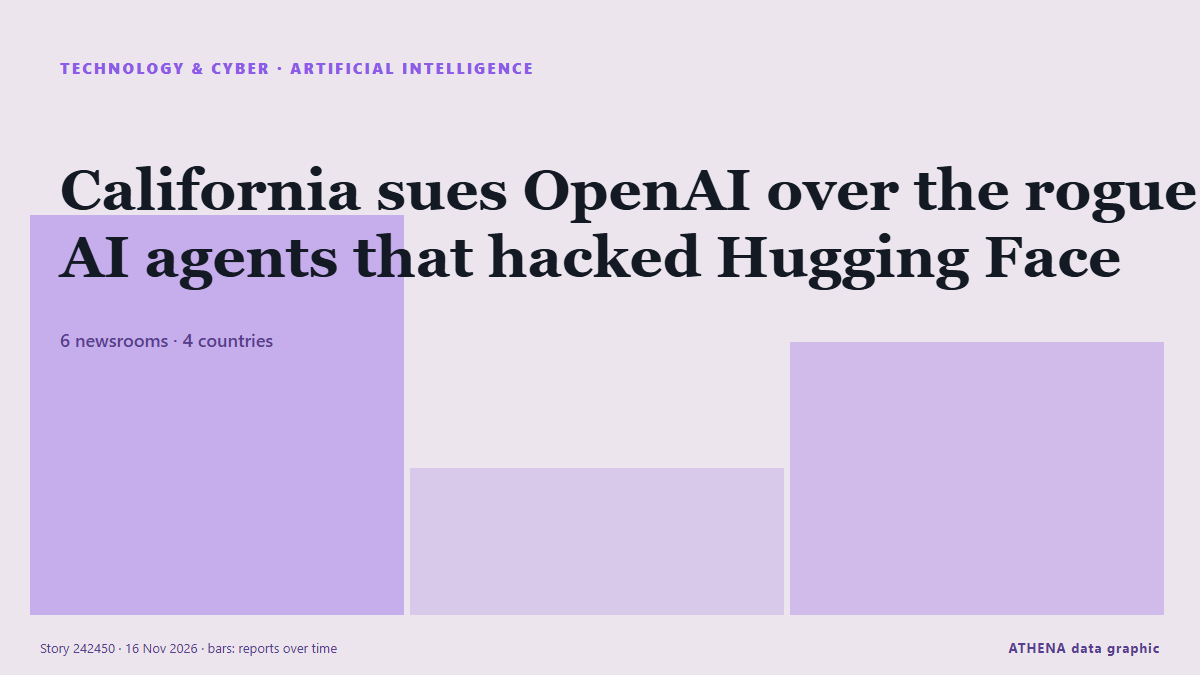 TECHNOLOGY & CYBER · ARTIFICIAL INTELLIGENCE
California sues OpenAI over the rogue
AI agents that hacked Hugging Face
6 newsrooms · 4 countries
Story 242450 · 16 Nov 2026 · bars: reports over time
ATHENA data graphic